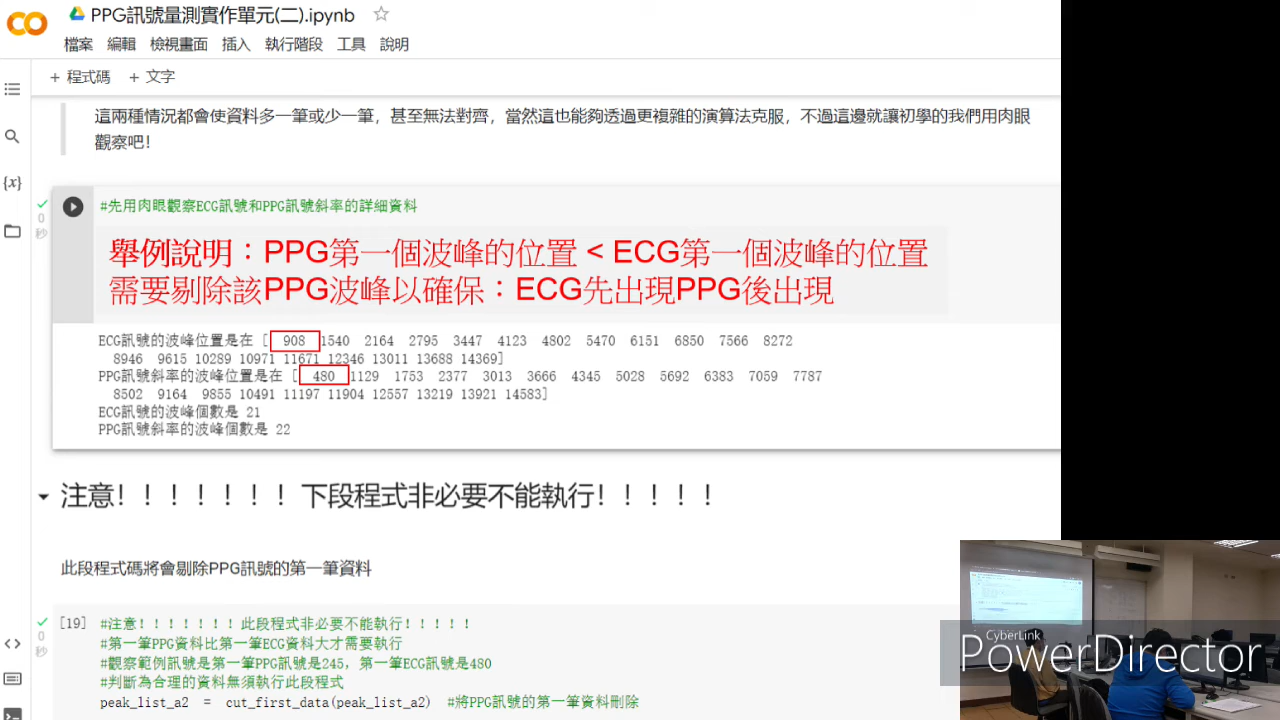 PPG訊號量測實作單元(二).ipynb
檔案 編輯 檢視畫面 插入 執行階段 工具 說明
+ 程式碼 + 文字
這兩種情況都會使資料多一筆或少一筆，甚至無法對齊，當然這也能夠透過更複雜的演算法克服，不過這邊就讓初學的我們用肉眼
觀察吧！
{x}
0
秒
#先用肉眼觀察ECG訊號和PPG訊號斜率的詳細資料
舉例說明：PPG第一個波峰的位置 < ECG第一個波峰的位置
需要剔除該PPG波峰以確保：ECG先出現PPG後出現
ECG訊號的波峰位置是在 [ 908 1540 2164 2795 3447 4123 4802 5470 6151 6850 7566 8272
8946 9615 10289 10971 11671 12346 13011 13688 14369]
PPG訊號斜率的波峰位置是在 [ 480 1129 1753 2377 3013 3666 4345 5028 5692 6383 7059 7787
8502 9164 9855 10491 11197 11904 12557 13219 13921 14583]
ECG訊號的波峰個數是 21
PPG訊號斜率的波峰個數是 22
注意！！！！！！！下段程式非必要不能執行！！！！！
此段程式碼將會剔除PPG訊號的第一筆資料
0
秒
[19] #注意！！！！！！！此段程式非必要不能執行！！！！！
#第一筆PPG資料比第一筆ECG資料大才需要執行
#觀察範例訊號是第一筆PPG訊號是245，第一筆ECG訊號是480
#判斷為合理的資料無須執行此段程式
peak_list_a2 = cut_first_data(peak_list_a2) #將PPG訊號的第一筆資料刪除
CyberLink
PowerDirector